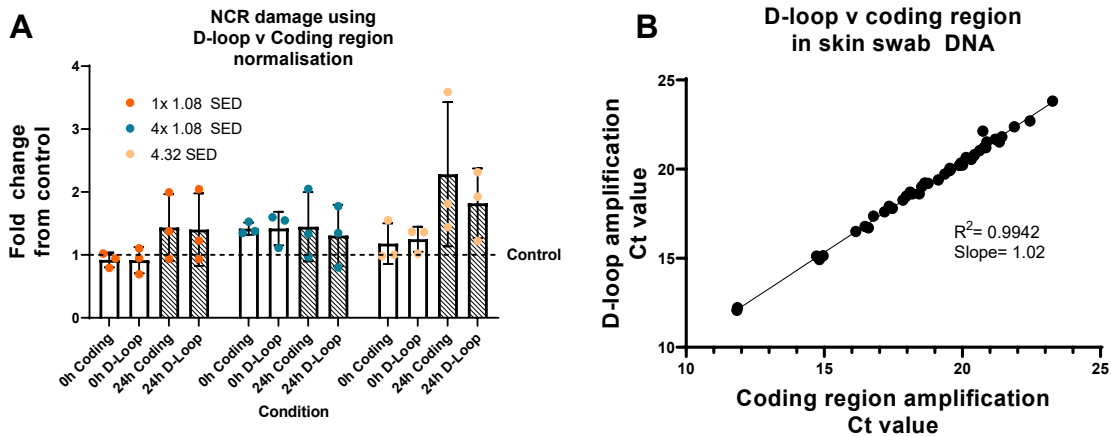 A
NCR damage using
D-loop v Coding region
normalisation
Fold change
from control
4
3
2
1
0
1x 1.08 SED
4x 1.08 SED
4.32 SED
Control
0h Coding
0h D-Loop
24h Coding
24h D-Loop
0h Coding
0h D-Loop
24h Coding
24h D-Loop
0h Coding
0h D-Loop
24h Coding
24h D-Loop
Condition
B
D-loop v coding region
in skin swab DNA
D-loop amplification
Ct value
25
20
15
10
R²= 0.9942
Slope= 1.02
10
15
20
25
Coding region amplification
Ct value